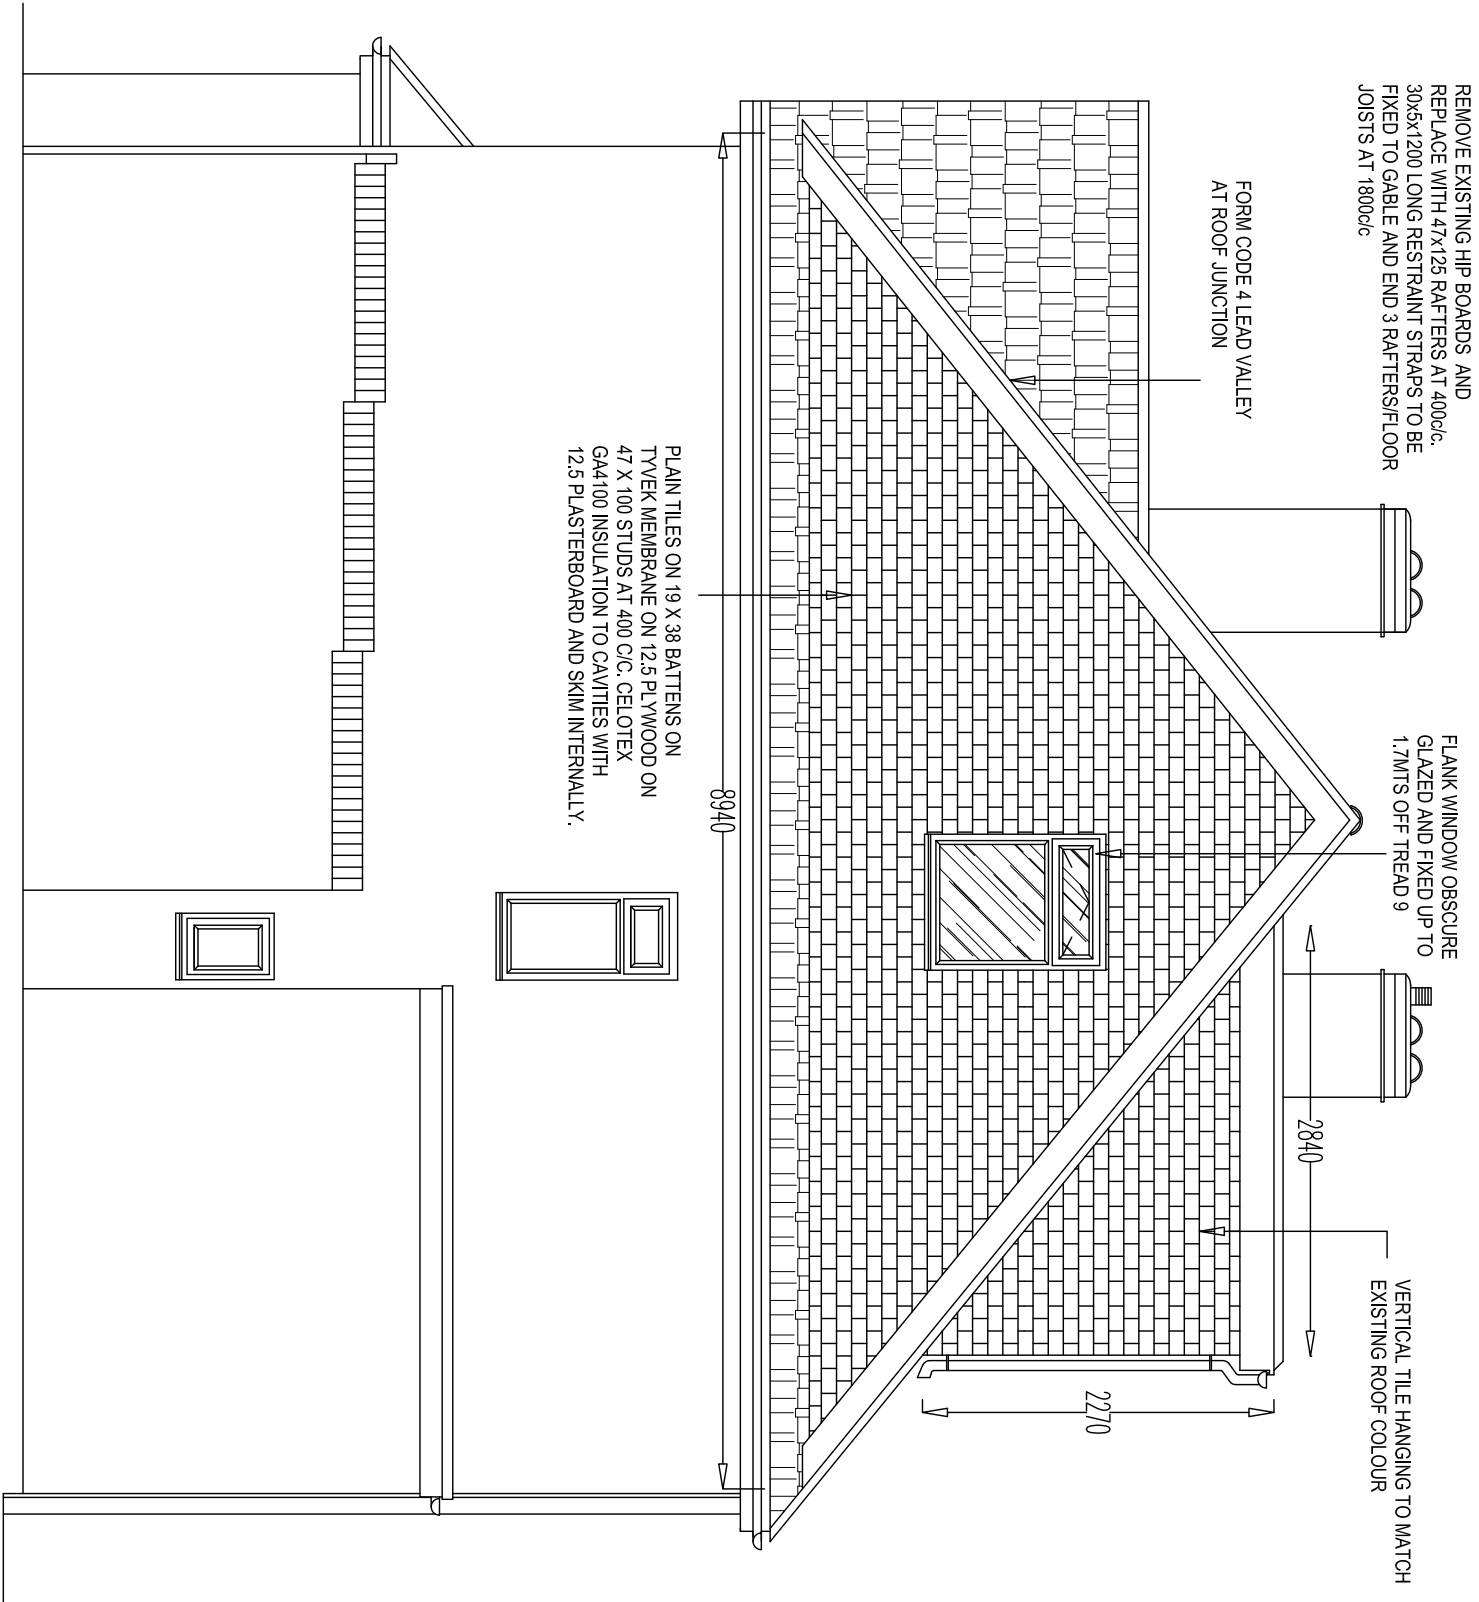 REMOVE EXISTING HIP BOARDS AND
REPLACE WITH 47x125 RAFTERS AT 400c/c.
30x5x1200 LONG RESTRAINT STRAPS TO BE
FIXED TO GABLE AND END 3 RAFTERS/FLOOR
JOISTS AT 1800c/c
FORM CODE 4 LEAD VALLEY
AT ROOF JUNCTION
FLANK WINDOW OBSCURE
GLAZED AND FIXED UP TO
1.7MTS OFF TREAD 9
2840
VERTICAL TILE HANGING TO MATCH
EXISTING ROOF COLOUR
2270
8940
PLAIN TILES ON 19 X 38 BATTENS ON
TYVEK MEMBRANE ON 12.5 PLYWOOD ON
47 X 100 STUDS AT 400 C/C. CELOTEX
GA4100 INSULATION TO CAVITIES WITH
12.5 PLASTERBOARD AND SKIM INTERNALLY.